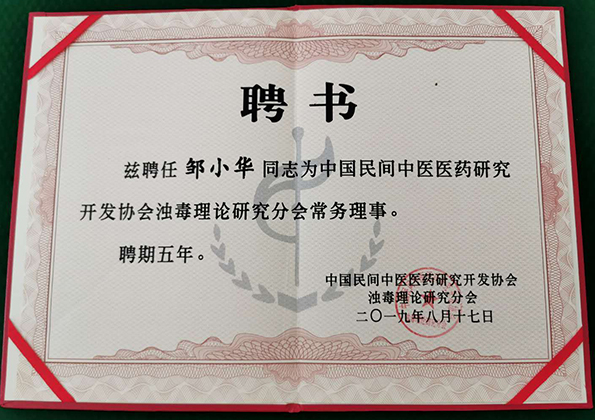 聘书
兹聘任 邹小华 同志为中国民间中医医药研究
开发协会浊毒理论研究分会常务理事。
聘期五年。
中国民间中医医药研究开发协会
浊毒理论研究分会
二〇一九年八月十七日